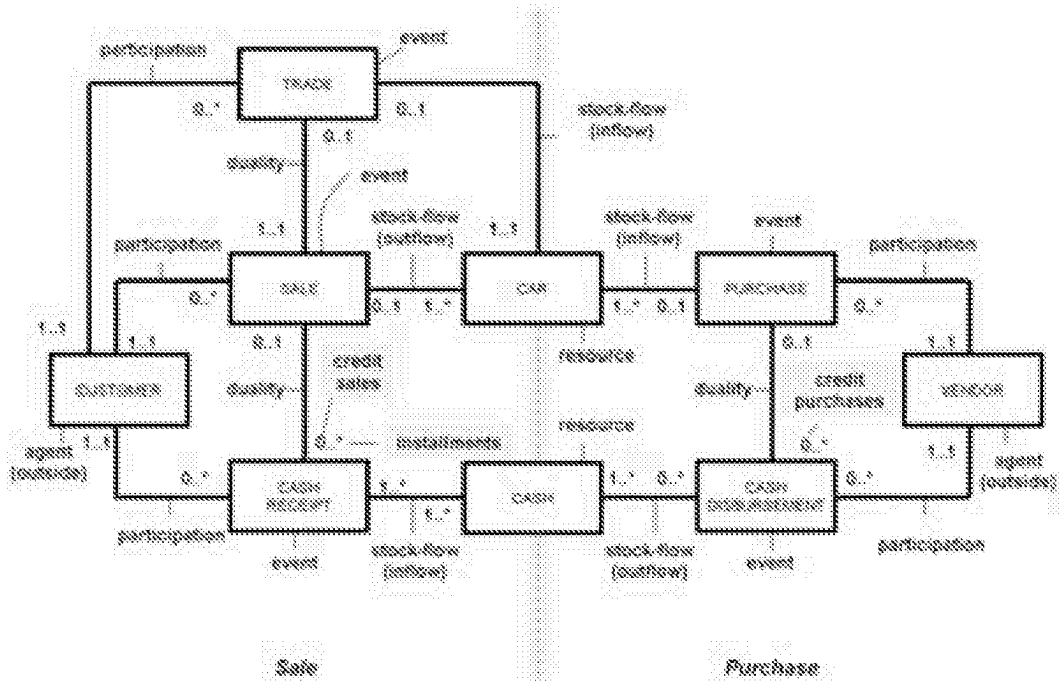 event
participation
TRADE
0..*
0..1
stock-flow
(inflow)
0..1
duality
event
1..1
stock-flow
(outflow)
1..1
stock-flow
(inflow)
event
participation
participation
SALE
CAR
PURCHASE
0..*
0..1
1..*
1..*
0..1
0..*
1..1
1..1
0..1
resource
0..1
1..1
CUSTOMER
duality
credit
sales
duality
credit
purchases
VENDOR
agent
(outside)
1..1
0..*
installments
resource
0..*
1..1
agent
(outside)
0..*
CASH
RECEIPT
1..*
1..*
CASH
1..*
0..*
CASH
DISBURSEMENT
0..*
participation
event
stock-flow
(inflow)
stock-flow
(outflow)
event
participation
Sale
Purchase